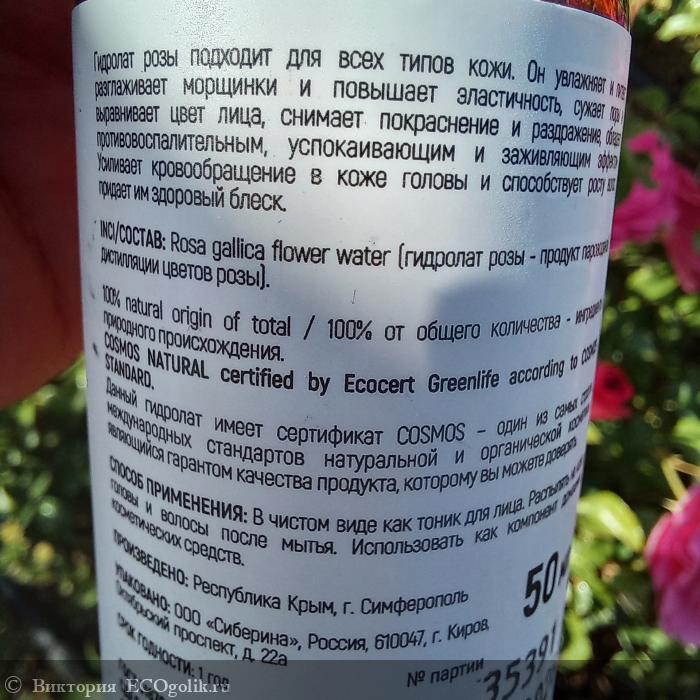 Гидролат розы подходит для всех типов кожи. Он увлажняет и
разглаживает морщинки и повышает эластичность, сужает поры
выравнивает цвет лица, снимает покраснение и раздражение,
противовоспалительным, успокаивающим и заживляющим
Усиливает кровообращение в коже головы и способствует росту
придает им здоровый блеск.
INCI/СОСТАВ: Rosa gallica flower water (гидролат розы - продукт
дистилляции цветов розы).
100% natural origin of total / 100% от общего количества -
природного происхождения.
COSMOS NATURAL certified by Ecocert Greenlife according to COSMOS
STANDARD.
Данный гидролат имеет сертификат COSMOS – один из самых
международных стандартов натуральной и органической
являющийся гарантом качества продукта, которому вы можете доверять.
СПОСОБ ПРИМЕНЕНИЯ: В чистом виде как тоник для лица.
головы и волосы после мытья. Использовать как компонент
косметических средств.
ПРОИЗВЕДЕНО: Республика Крым, г. Симферополь
50
УПАКОВАНО: ООО «Сиберина», Россия, 610047, г. Киров,
Октябрьский проспект, д. 22а
СРОК ГОДНОСТИ: 1 год
№ партии
35391
Виктория ECOgolik.ru